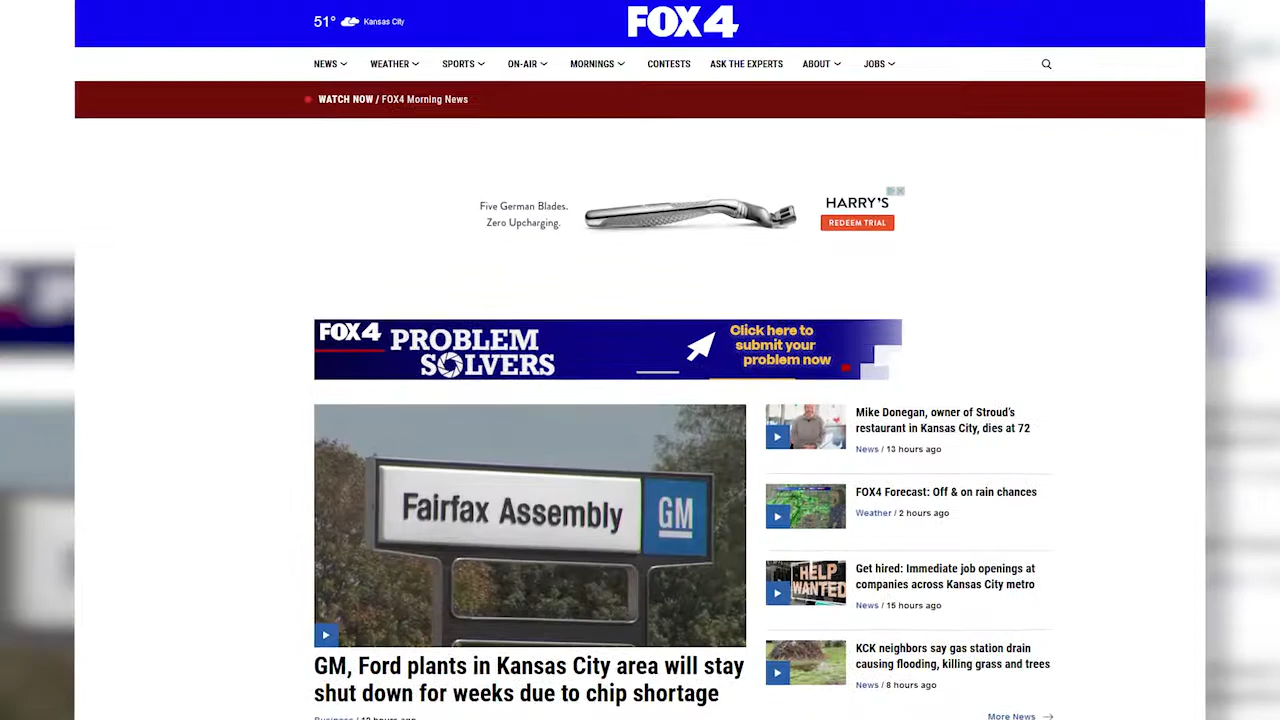 51° Kansas City
FOX 4
NEWS WEATHER SPORTS ON-AIR MORNINGS CONTESTS ASK THE EXPERTS ABOUT JOBS
WATCH NOW / FOX4 Morning News
Five German Blades.
Zero Upcharging.
HARRY'S
REDEEM TRIAL
FOX4 PROBLEM
SOLVERS
Click here to
submit your
problem now
Fairfax Assembly GM
GM, Ford plants in Kansas City area will stay
shut down for weeks due to chip shortage
Mike Donegan, owner of Stroud's
restaurant in Kansas City, dies at 72
News / 13 hours ago
FOX4 Forecast: Off & on rain chances
Weather / 2 hours ago
HELP
WANTED
Get hired: Immediate job openings at
companies across Kansas City metro
News / 15 hours ago
KCK neighbors say gas station drain
causing flooding, killing grass and trees
News / 8 hours ago
More News